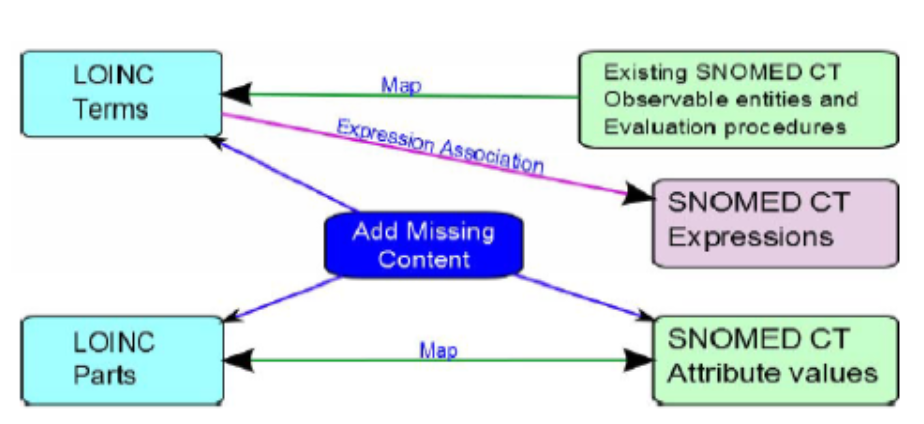 LOINC
Terms
Map
Existing SNOMED CT
Observable entities and
Evaluation procedures
Expression Association
SNOMED CT
Expressions
Add Missing
Content
LOINC
Parts
Map
SNOMED CT
Attribute values